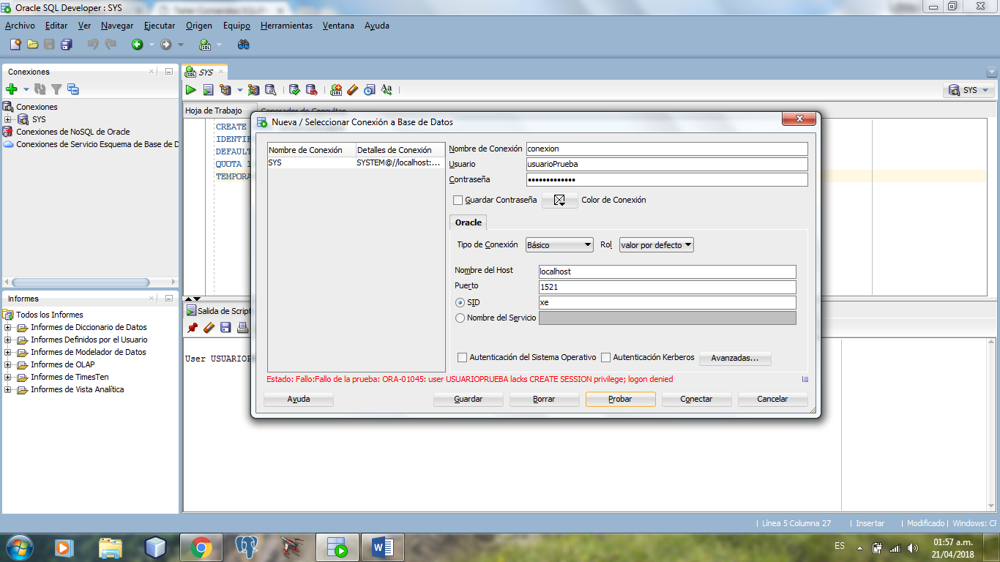 Oracle SQL Developer : SYS
Archivo Editar Ver Navegar Ejecutar Origen Equipo Herramientas Ventana Ayuda
Conexiones
SYS
SYS
Conexiones
SYS
Conexiones de NoSQL de Oracle
Conexiones de Servicio Esquema de Base de D
Hoja de Trabajo Generador de Consultas
CREATE
IDENTIF
DEFAULT
QUOTA 1
TEMPORA
Nueva / Seleccionar Conexión a Base de Datos
Nombre de Conexión Detalles de Conexión
SYS SYSTEM@//localhost:...
Nombre de Conexión conexion
Usuario usuarioPrueba
Contraseña •••••••••••••
Guardar Contraseña Color de Conexión
Oracle
Tipo de Conexión Básico Rol valor por defecto
Nombre del Host localhost
Puerto 1521
SID xe
Nombre del Servicio
Autenticación del Sistema Operativo Autenticación Kerberos Avanzadas...
Estado: Fallo:Fallo de la prueba: ORA-01045: user USUARIOPRUEBA lacks CREATE SESSION privilege; logon denied
Ayuda Guardar Borrar Probar Conectar Cancelar
Informes
Todos los Informes
Informes de Diccionario de Datos
Informes Definidos por el Usuario
Informes de Modelador de Datos
Informes de OLAP
Informes de TimesTen
Informes de Vista Analítica
Salida de Script
User USUARIOP
Línea 5 Columna 27 Insertar Modificado Windows: CF
ES
01:57 a.m.
21/04/2018